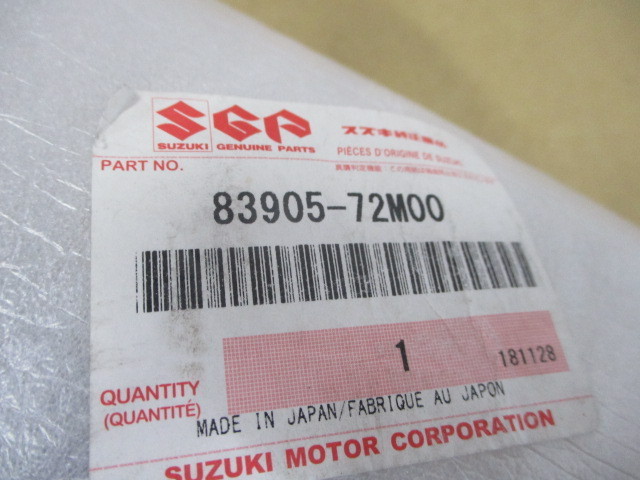 SGP
SUZUKI GENUINE PARTS
スズキ純正部品
PIÈCES D'ORIGINE DE SUZUKI
PART NO.
83905-72M00
1
181128
QUANTITY
(QUANTITÉ)
MADE IN JAPAN/FABRIQUE AU JAPON
SUZUKI MOTOR CORPORATION